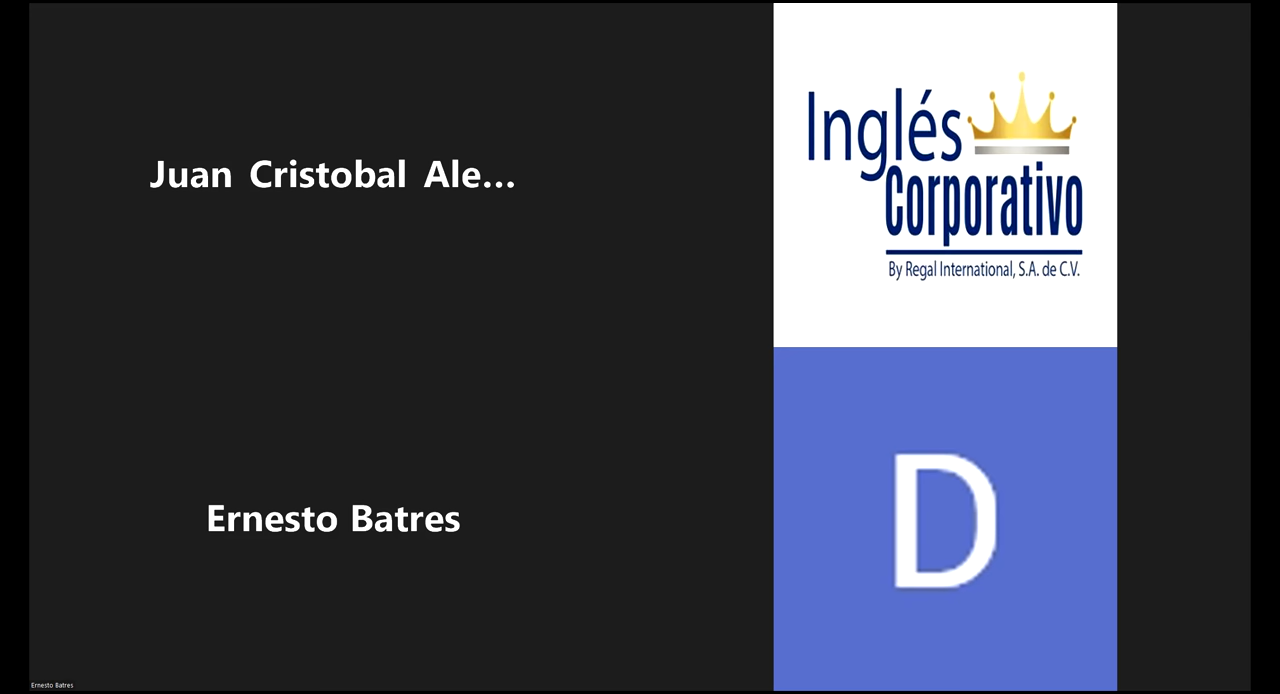 Juan Cristobal Ale...
Inglés
Corporativo
By Regal International, S.A. de C.V.
Ernesto Batres
D
Ernesto Batres